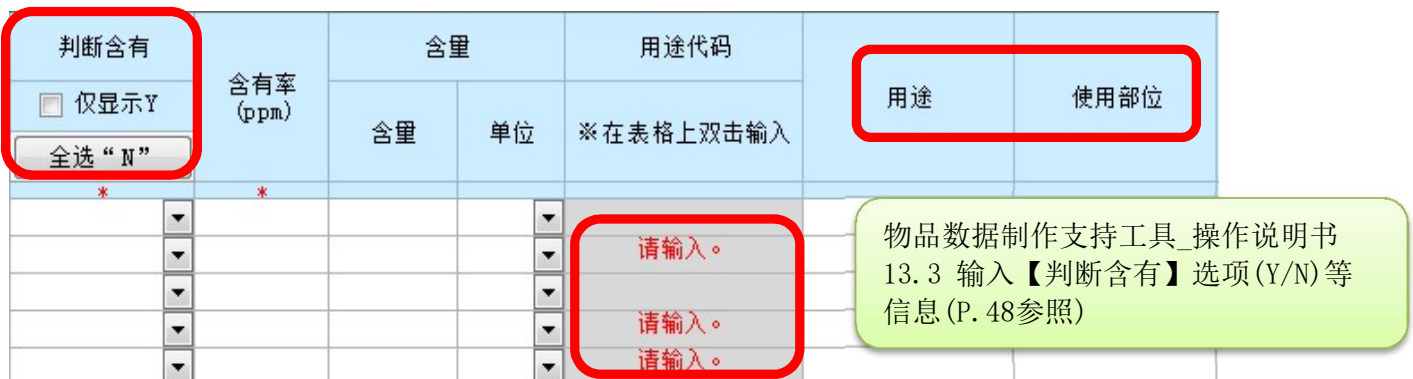 判断含有
仅显示Y
全选“N”
含有率
(ppm)
含量
含量
单位
用途代码
※在表格上双击输入
用途
使用部位
*
*
请输入。
请输入。
请输入。
物品数据制作支持工具_操作说明书
13.3 输入【判断含有】选项(Y/N)等
信息(P.48参照)